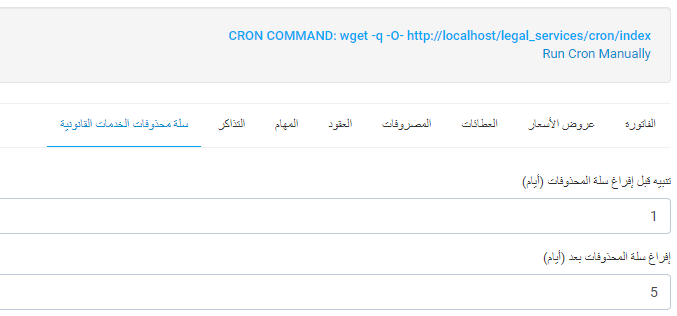 CRON COMMAND: wget -q -O- http://localhost/legal_services/cron/index
Run Cron Manually
الفاتورة عروض الأسعار العطائات المصروفات العقود المهام التذاكر سلة محذوفات الخدمات القانونية
تنبيه قبل إفراغ سلة المحذوفات (أيام)
1
إفراغ سلة المحذوفات بعد (أيام)
5